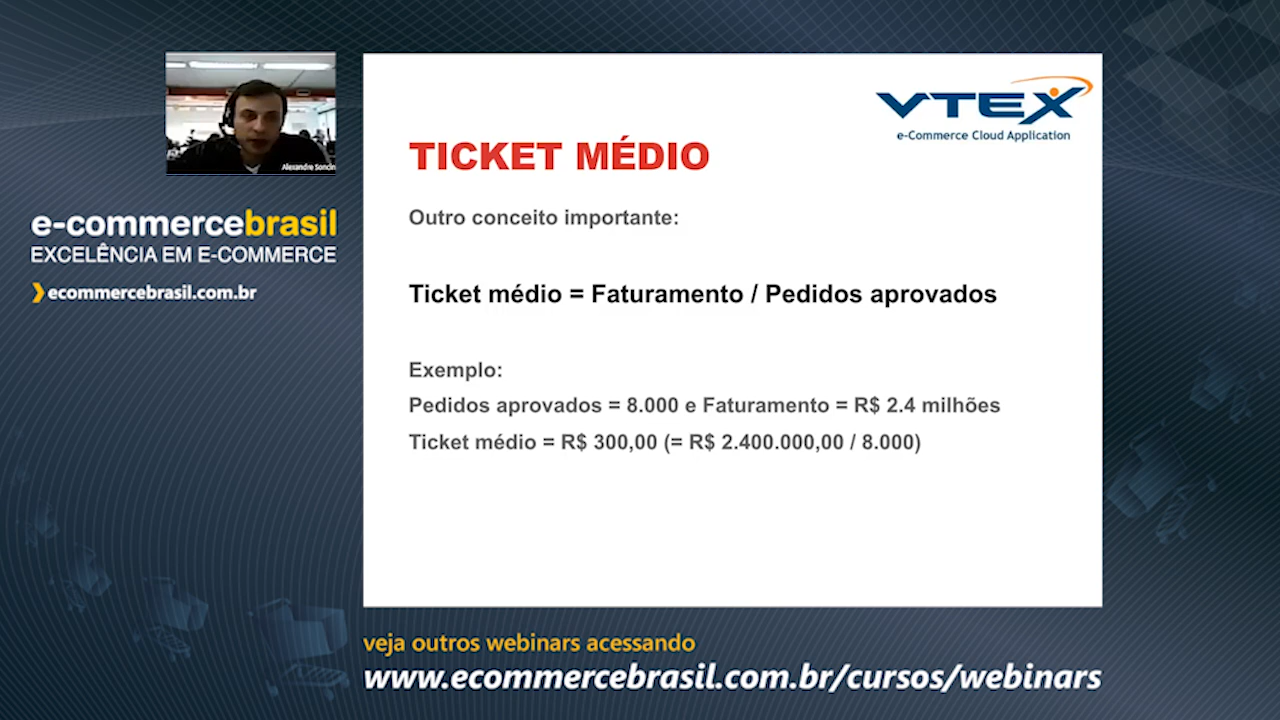 Alexandre Soncin
e-commercebrasil
EXCELÊNCIA EM E-COMMERCE
ecommercebrasil.com.br
VTEX
e-Commerce Cloud Application
TICKET MÉDIO
Outro conceito importante:
Ticket médio = Faturamento / Pedidos aprovados
Exemplo:
Pedidos aprovados = 8.000 e Faturamento = R$ 2.4 milhões
Ticket médio = R$ 300,00 (= R$ 2.400.000,00 / 8.000)
veja outros webinars acessando
www.ecommercebrasil.com.br/cursos/webinars